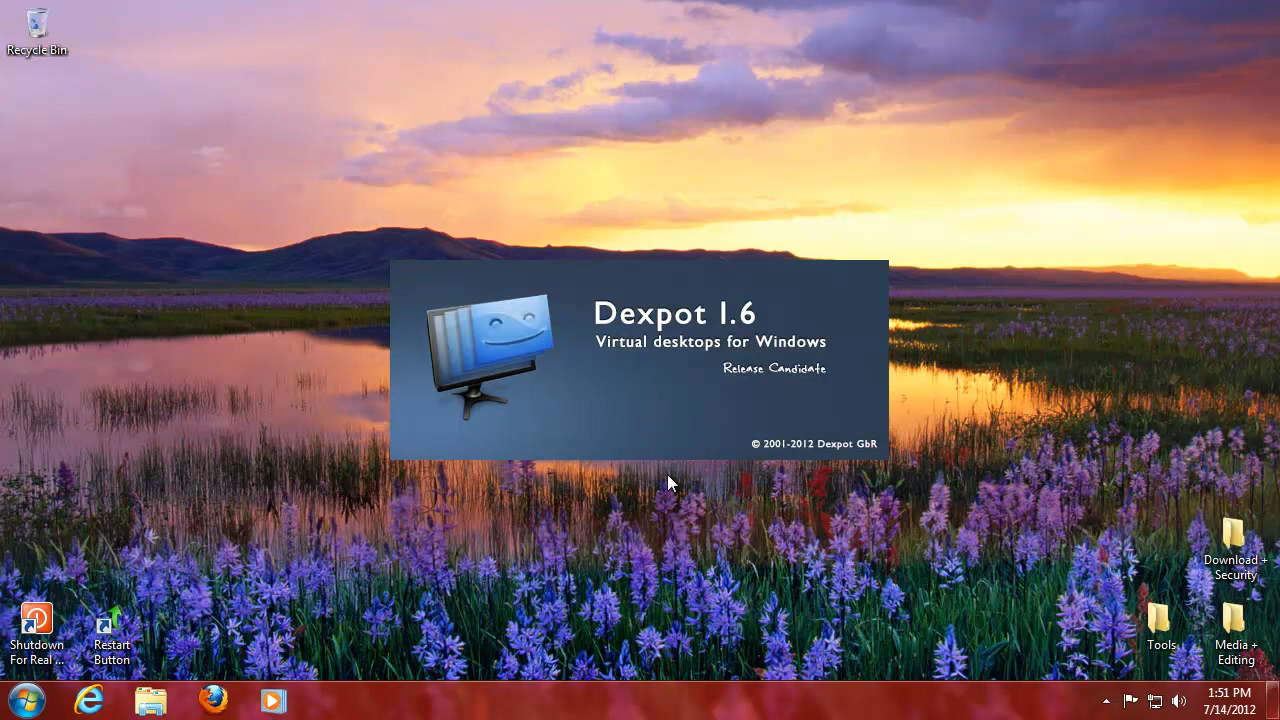 Recycle Bin
Dexpot 1.6
Virtual desktops for Windows
Release Candidate
© 2001-2012 Dexpot GbR
Download +
Security
Shutdown
For Real ...
Restart
Button
Tools
Media +
Editing
1:51 PM
7/14/2012